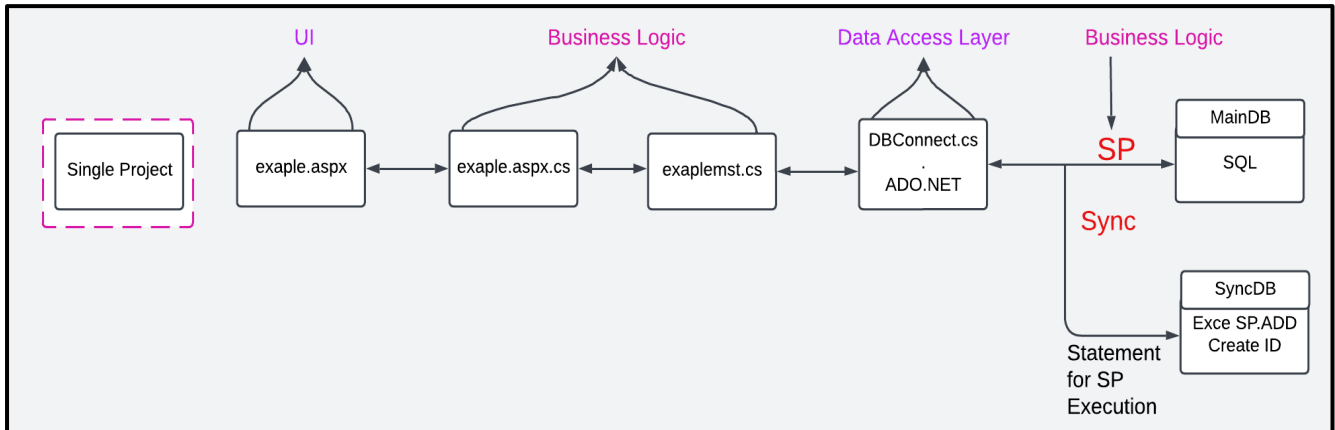 UI
Business Logic
Data Access Layer
Business Logic
Single Project
exaple.aspx
exaple.aspx.cs
exaplemst.cs
DBConnect.cs
.
ADO.NET
SP
MainDB
SQL
Sync
SyncDB
Exce SP.ADD
Create ID
Statement
for SP
Execution